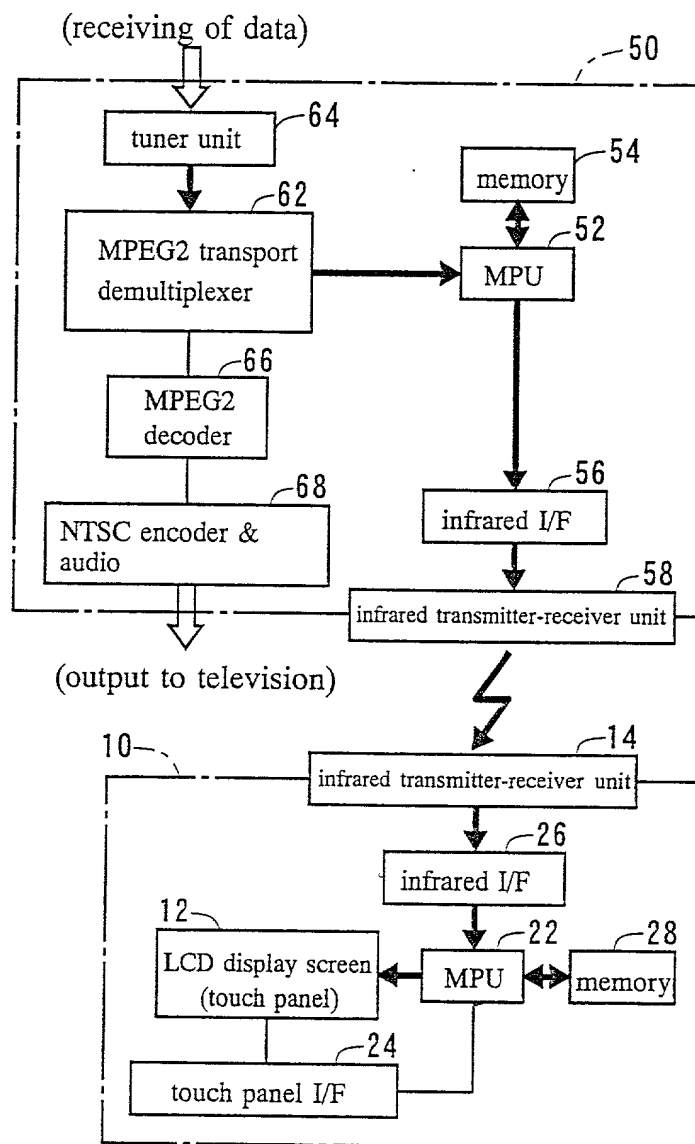 (receiving of data)
50
64
tuner unit
54
memory
62
52
MPEG2 transport
demultiplexer
MPU
66
MPEG2
decoder
56
68
infrared I/F
NTSC encoder &
audio
58
infrared transmitter-receiver unit
(output to television)
10
14
infrared transmitter-receiver unit
26
infrared I/F
12
22
28
LCD display screen
(touch panel)
MPU
memory
24
touch panel I/F